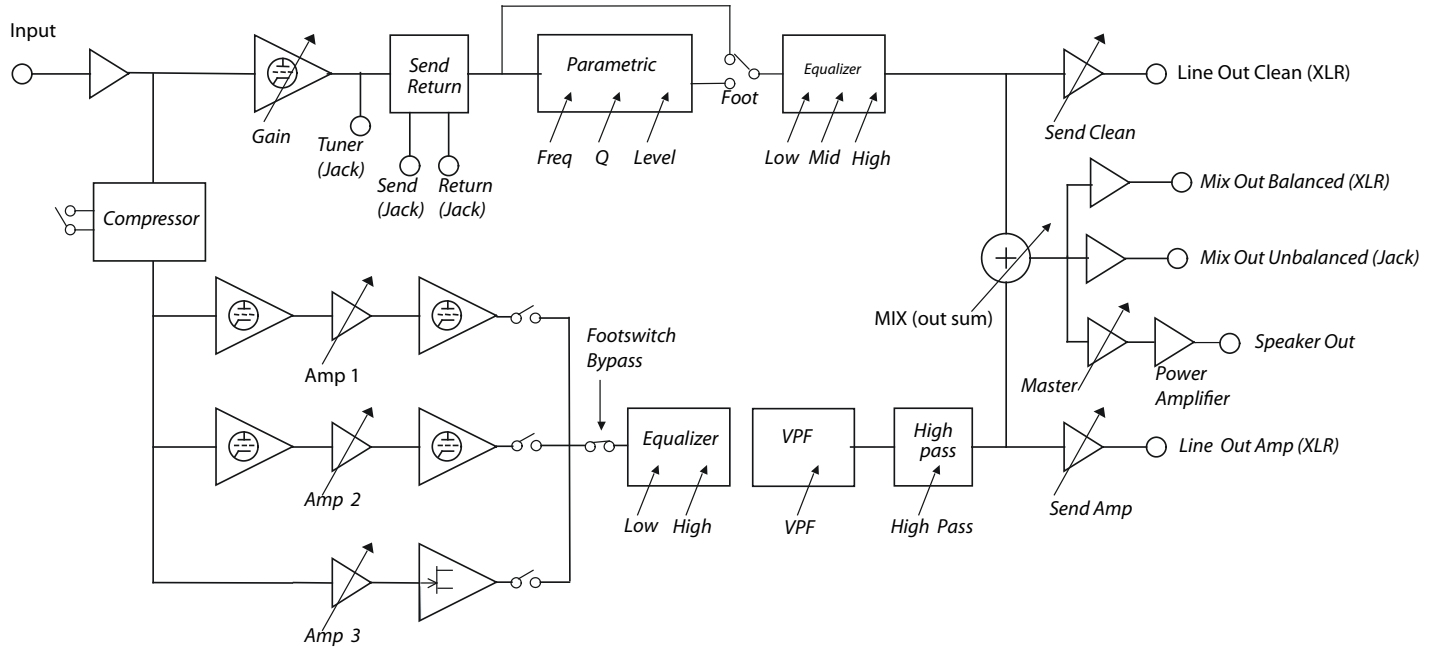 Input
Gain
Tuner
(Jack)
Send
Return
Send
(Jack)
Return
(Jack)
Parametric
Freq
Q
Level
Foot
Equalizer
Low
Mid
High
Send Clean
Line Out Clean (XLR)
Compressor
Mix Out Balanced (XLR)
Mix Out Unbalanced (Jack)
MIX (out sum)
Master
Power
Amplifier
Speaker Out
Amp 1
Footswitch
Bypass
Amp 2
Equalizer
Low
High
VPF
VPF
High
pass
High Pass
Send Amp
Line Out Amp (XLR)
Amp 3